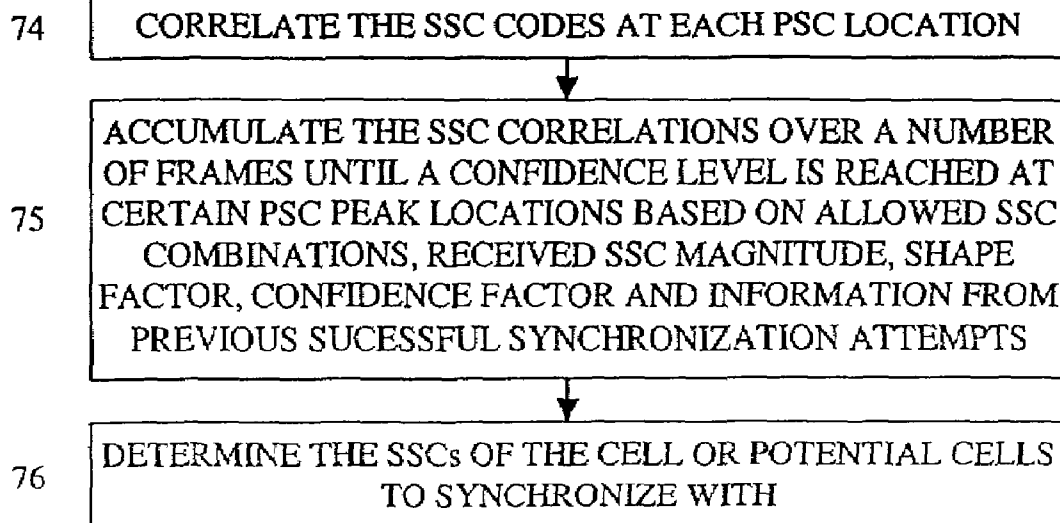 74 CORRELATE THE SSC CODES AT EACH PSC LOCATION
ACCUMULATE THE SSC CORRELATIONS OVER A NUMBER
OF FRAMES UNTIL A CONFIDENCE LEVEL IS REACHED AT
75 CERTAIN PSC PEAK LOCATIONS BASED ON ALLOWED SSC
COMBINATIONS, RECEIVED SSC MAGNITUDE, SHAPE
FACTOR, CONFIDENCE FACTOR AND INFORMATION FROM
PREVIOUS SUCESSFUL SYNCHRONIZATION ATTEMPTS
DETERMINE THE SSCs OF THE CELL OR POTENTIAL CELLS
76 TO SYNCHRONIZE WITH